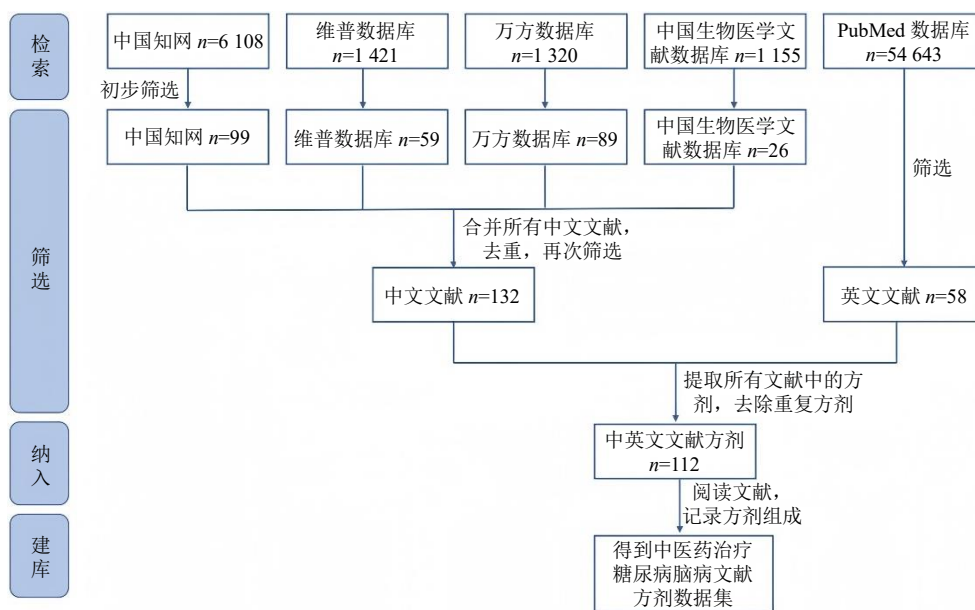 检
索
中国知网 n=6 108
维普数据库
n=1 421
万方数据库
n=1 320
中国生物医学文
献数据库 n=1 155
PubMed 数据库
n=54 643
初步筛选
筛
选
中国知网 n=99
维普数据库 n=59
万方数据库 n=89
中国生物医学文
献数据库 n=26
筛选
合并所有中文文献，
去重，再次筛选
中文文献 n=132
英文文献 n=58
提取所有文献中的方
剂，去除重复方剂
纳
入
中英文文献方剂
n=112
阅读文献，
记录方剂组成
建
库
得到中医药治疗
糖尿病脑病文献
方剂数据集